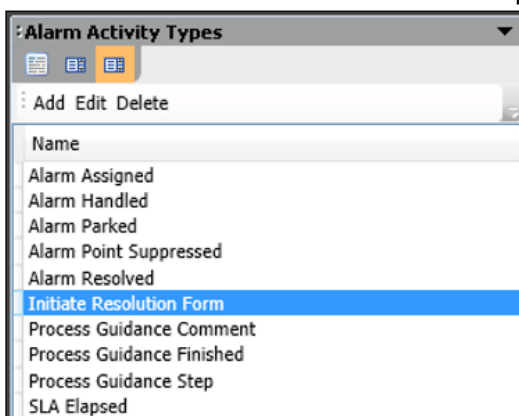 Alarm Activity Types
Add Edit Delete
Name
Alarm Assigned
Alarm Handled
Alarm Parked
Alarm Point Suppressed
Alarm Resolved
Initiate Resolution Form
Process Guidance Comment
Process Guidance Finished
Process Guidance Step
SLA Elapsed